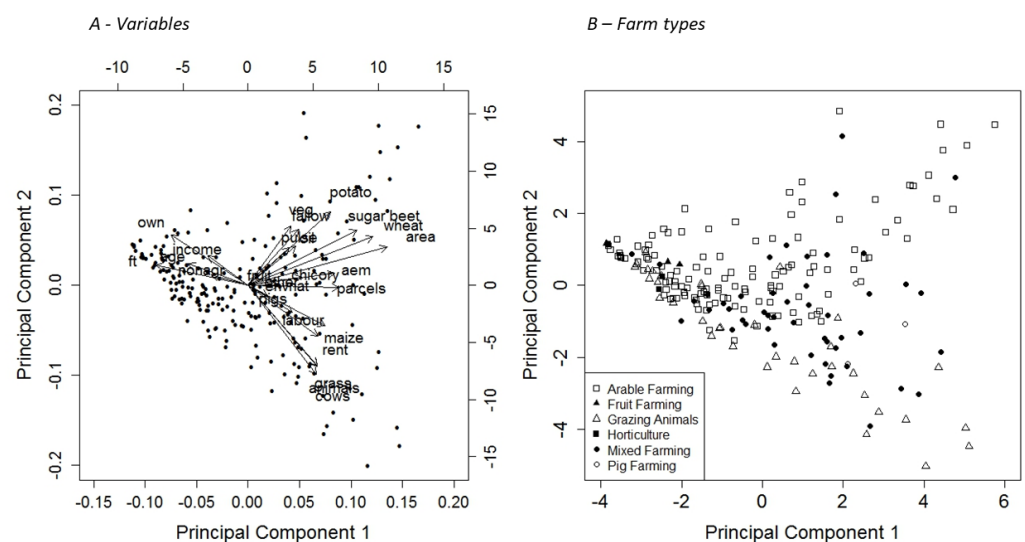 A - Variables
B – Farm types
-10 -5 0 5 10 15
0.2
0.1
0.0
-0.1
-0.2
Principal Component 2
15
10
5
0
-5
-10
-15
potato
veg
fallow
sugar beet
own
wheat
area
income
age
ft
nonagr
fruit
chicory
aem
parcels
pigs
labour
maize
rent
grass
animals
cows
-0.15 -0.10 -0.05 0.00 0.05 0.10 0.15 0.20
Principal Component 1
4
2
0
-2
-4
Principal Component 2
Arable Farming
Fruit Farming
Grazing Animals
Horticulture
Mixed Farming
Pig Farming
-4 -2 0 2 4 6
Principal Component 1